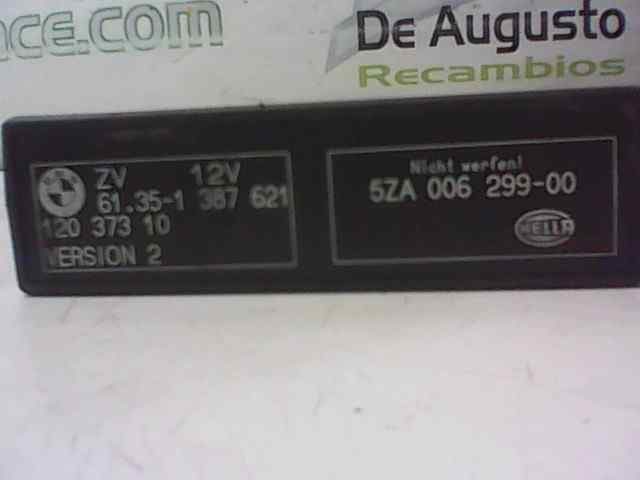 nce.com
De Augusto
Recambios
ZV 12V
61.35-1 387 621
120 373 10
VERSION 2
Nicht werfen!
5ZA 006 299-00
HELLA